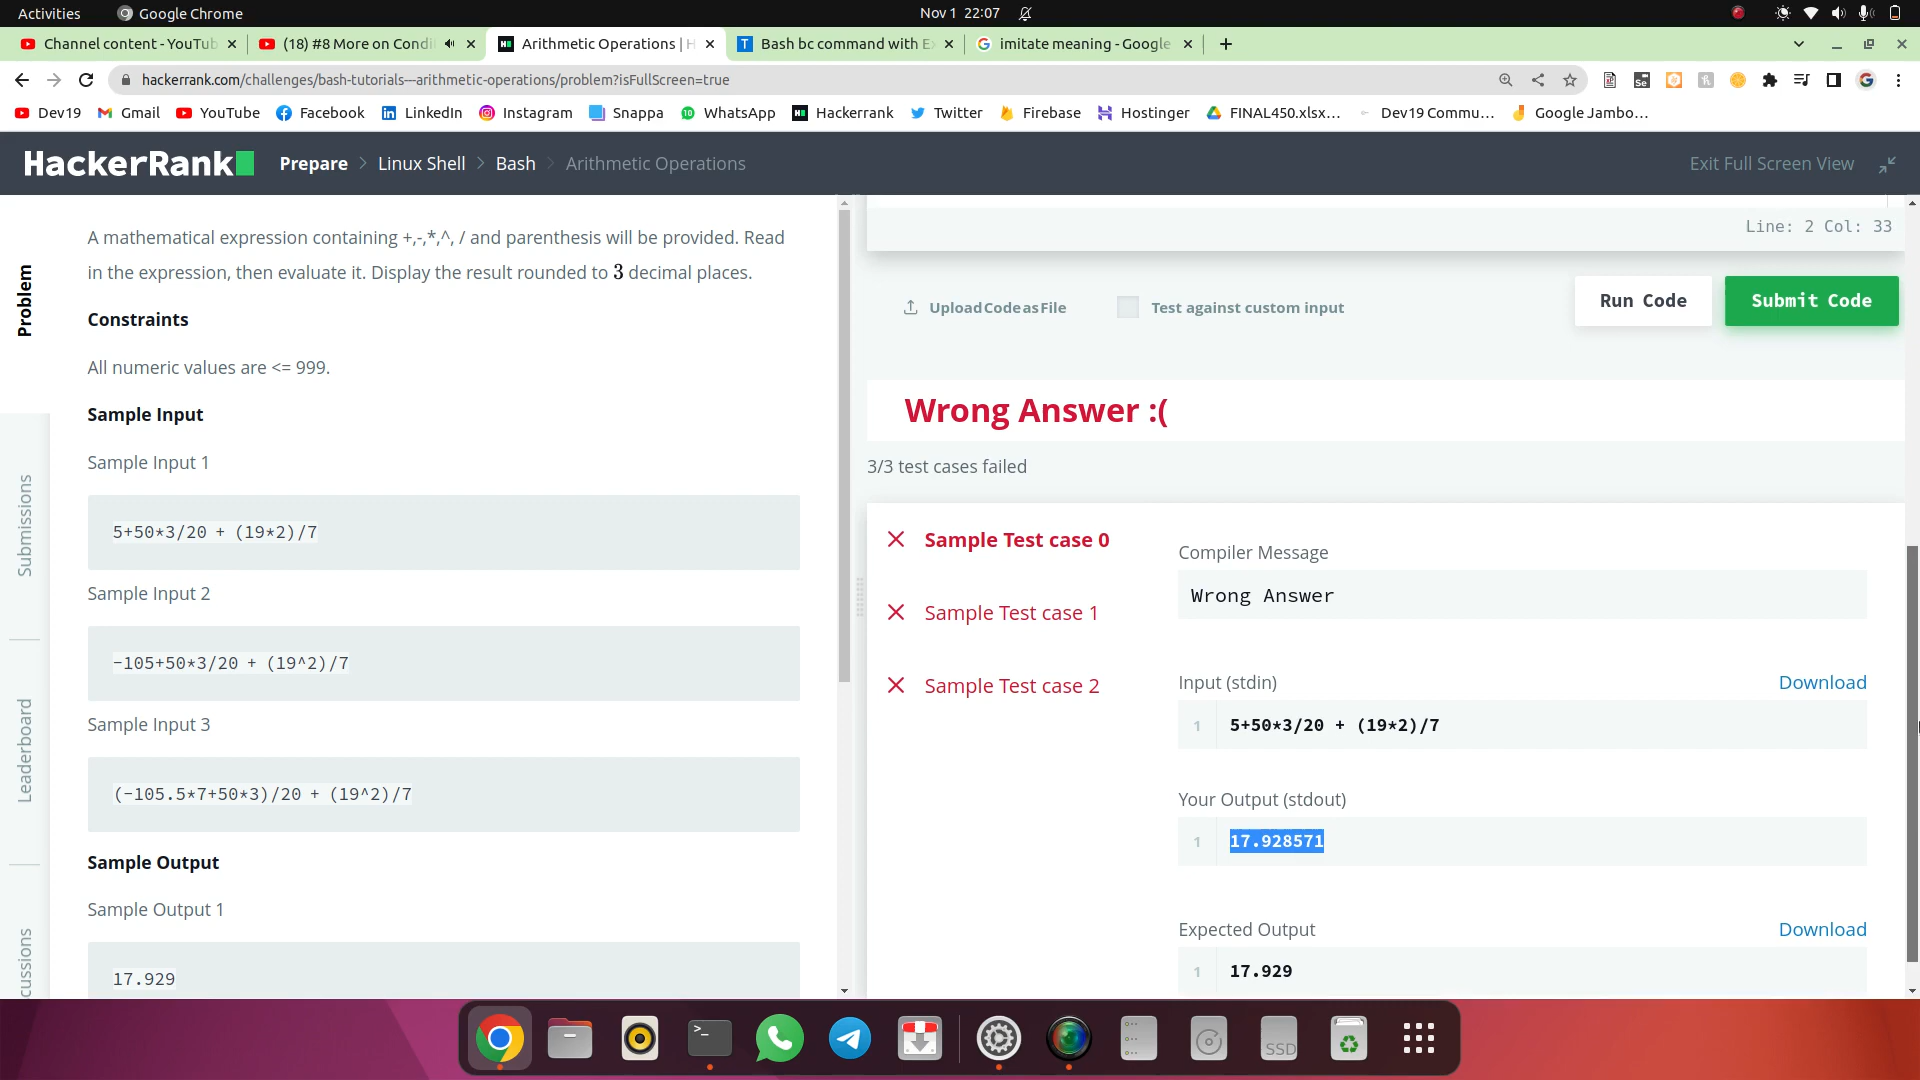 Activities
Google Chrome
Nov 1 22:07
Channel content - YouTub
(18) #8 More on Condi
Arithmetic Operations | H
Bash bc command with E
imitate meaning - Google
hackerrank.com/challenges/bash-tutorials---arithmetic-operations/problem?isFullScreen=true
Dev19
Gmail
YouTube
Facebook
LinkedIn
Instagram
Snappa
WhatsApp
Hackerrank
Twitter
Firebase
Hostinger
FINAL450.xlsx...
Dev19 Commu...
Google Jambo...
HackerRank
Prepare > Linux Shell > Bash > Arithmetic Operations
Exit Full Screen View
Problem
Submissions
Leaderboard
cussions
A mathematical expression containing +,-,*,^, / and parenthesis will be provided. Read
in the expression, then evaluate it. Display the result rounded to 3 decimal places.
Constraints
All numeric values are <= 999.
Sample Input
Sample Input 1
5+50*3/20 + (19*2)/7
Sample Input 2
-105+50*3/20 + (19^2)/7
Sample Input 3
(-105.5*7+50*3)/20 + (19^2)/7
Sample Output
Sample Output 1
17.929
Line: 2 Col: 33
Upload Code as File
Test against custom input
Run Code
Submit Code
Wrong Answer :(
3/3 test cases failed
Sample Test case 0
Sample Test case 1
Sample Test case 2
Compiler Message
Wrong Answer
Input (stdin)
Download
1 5+50*3/20 + (19*2)/7
Your Output (stdout)
1 17.928571
Expected Output
Download
1 17.929
SSD